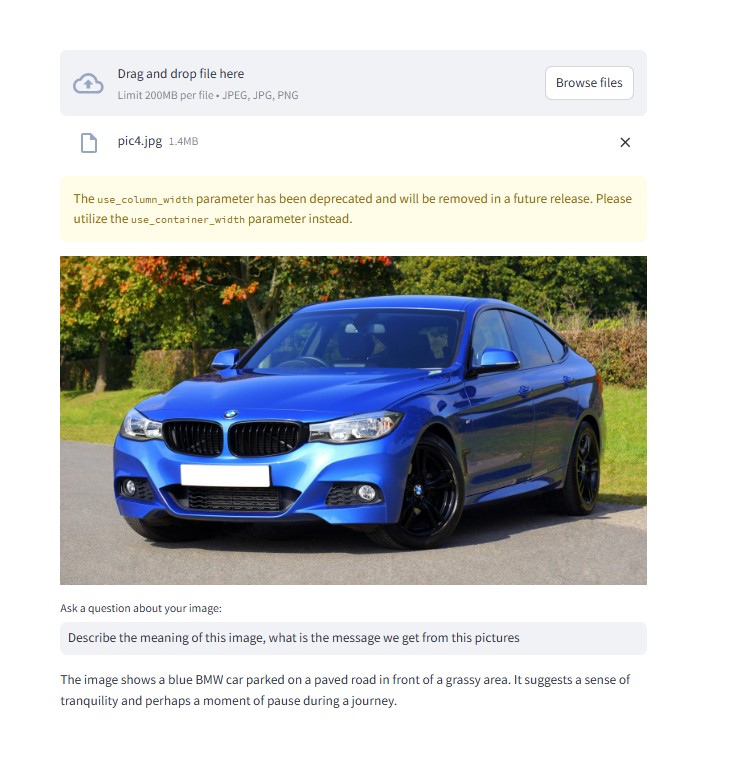 Drag and drop file here
Limit 200MB per file • JPEG, JPG, PNG
Browse files
pic4.jpg 1.4MB
The use_column_width parameter has been deprecated and will be removed in a future release. Please
utilize the use_container_width parameter instead.
Ask a question about your image:
Describe the meaning of this image, what is the message we get from this pictures
The image shows a blue BMW car parked on a paved road in front of a grassy area. It suggests a sense of
tranquility and perhaps a moment of pause during a journey.